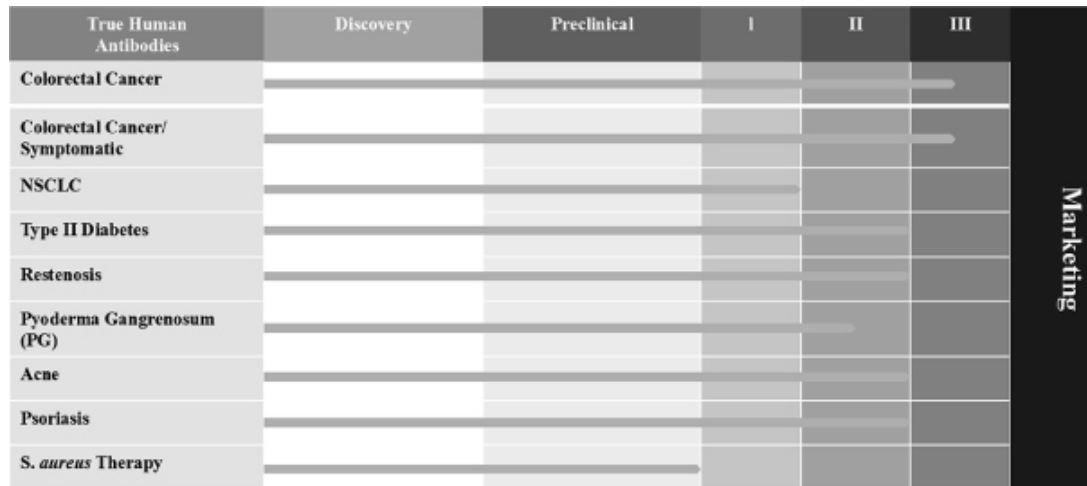 True Human
Antibodies
Discovery
Preclinical
I
II
III
Colorectal Cancer
Colorectal Cancer/
Symptomatic
NSCLC
Type II Diabetes
Restenosis
Pyoderma Gangrenosum
(PG)
Acne
Psoriasis
S. aureus Therapy
Marketing